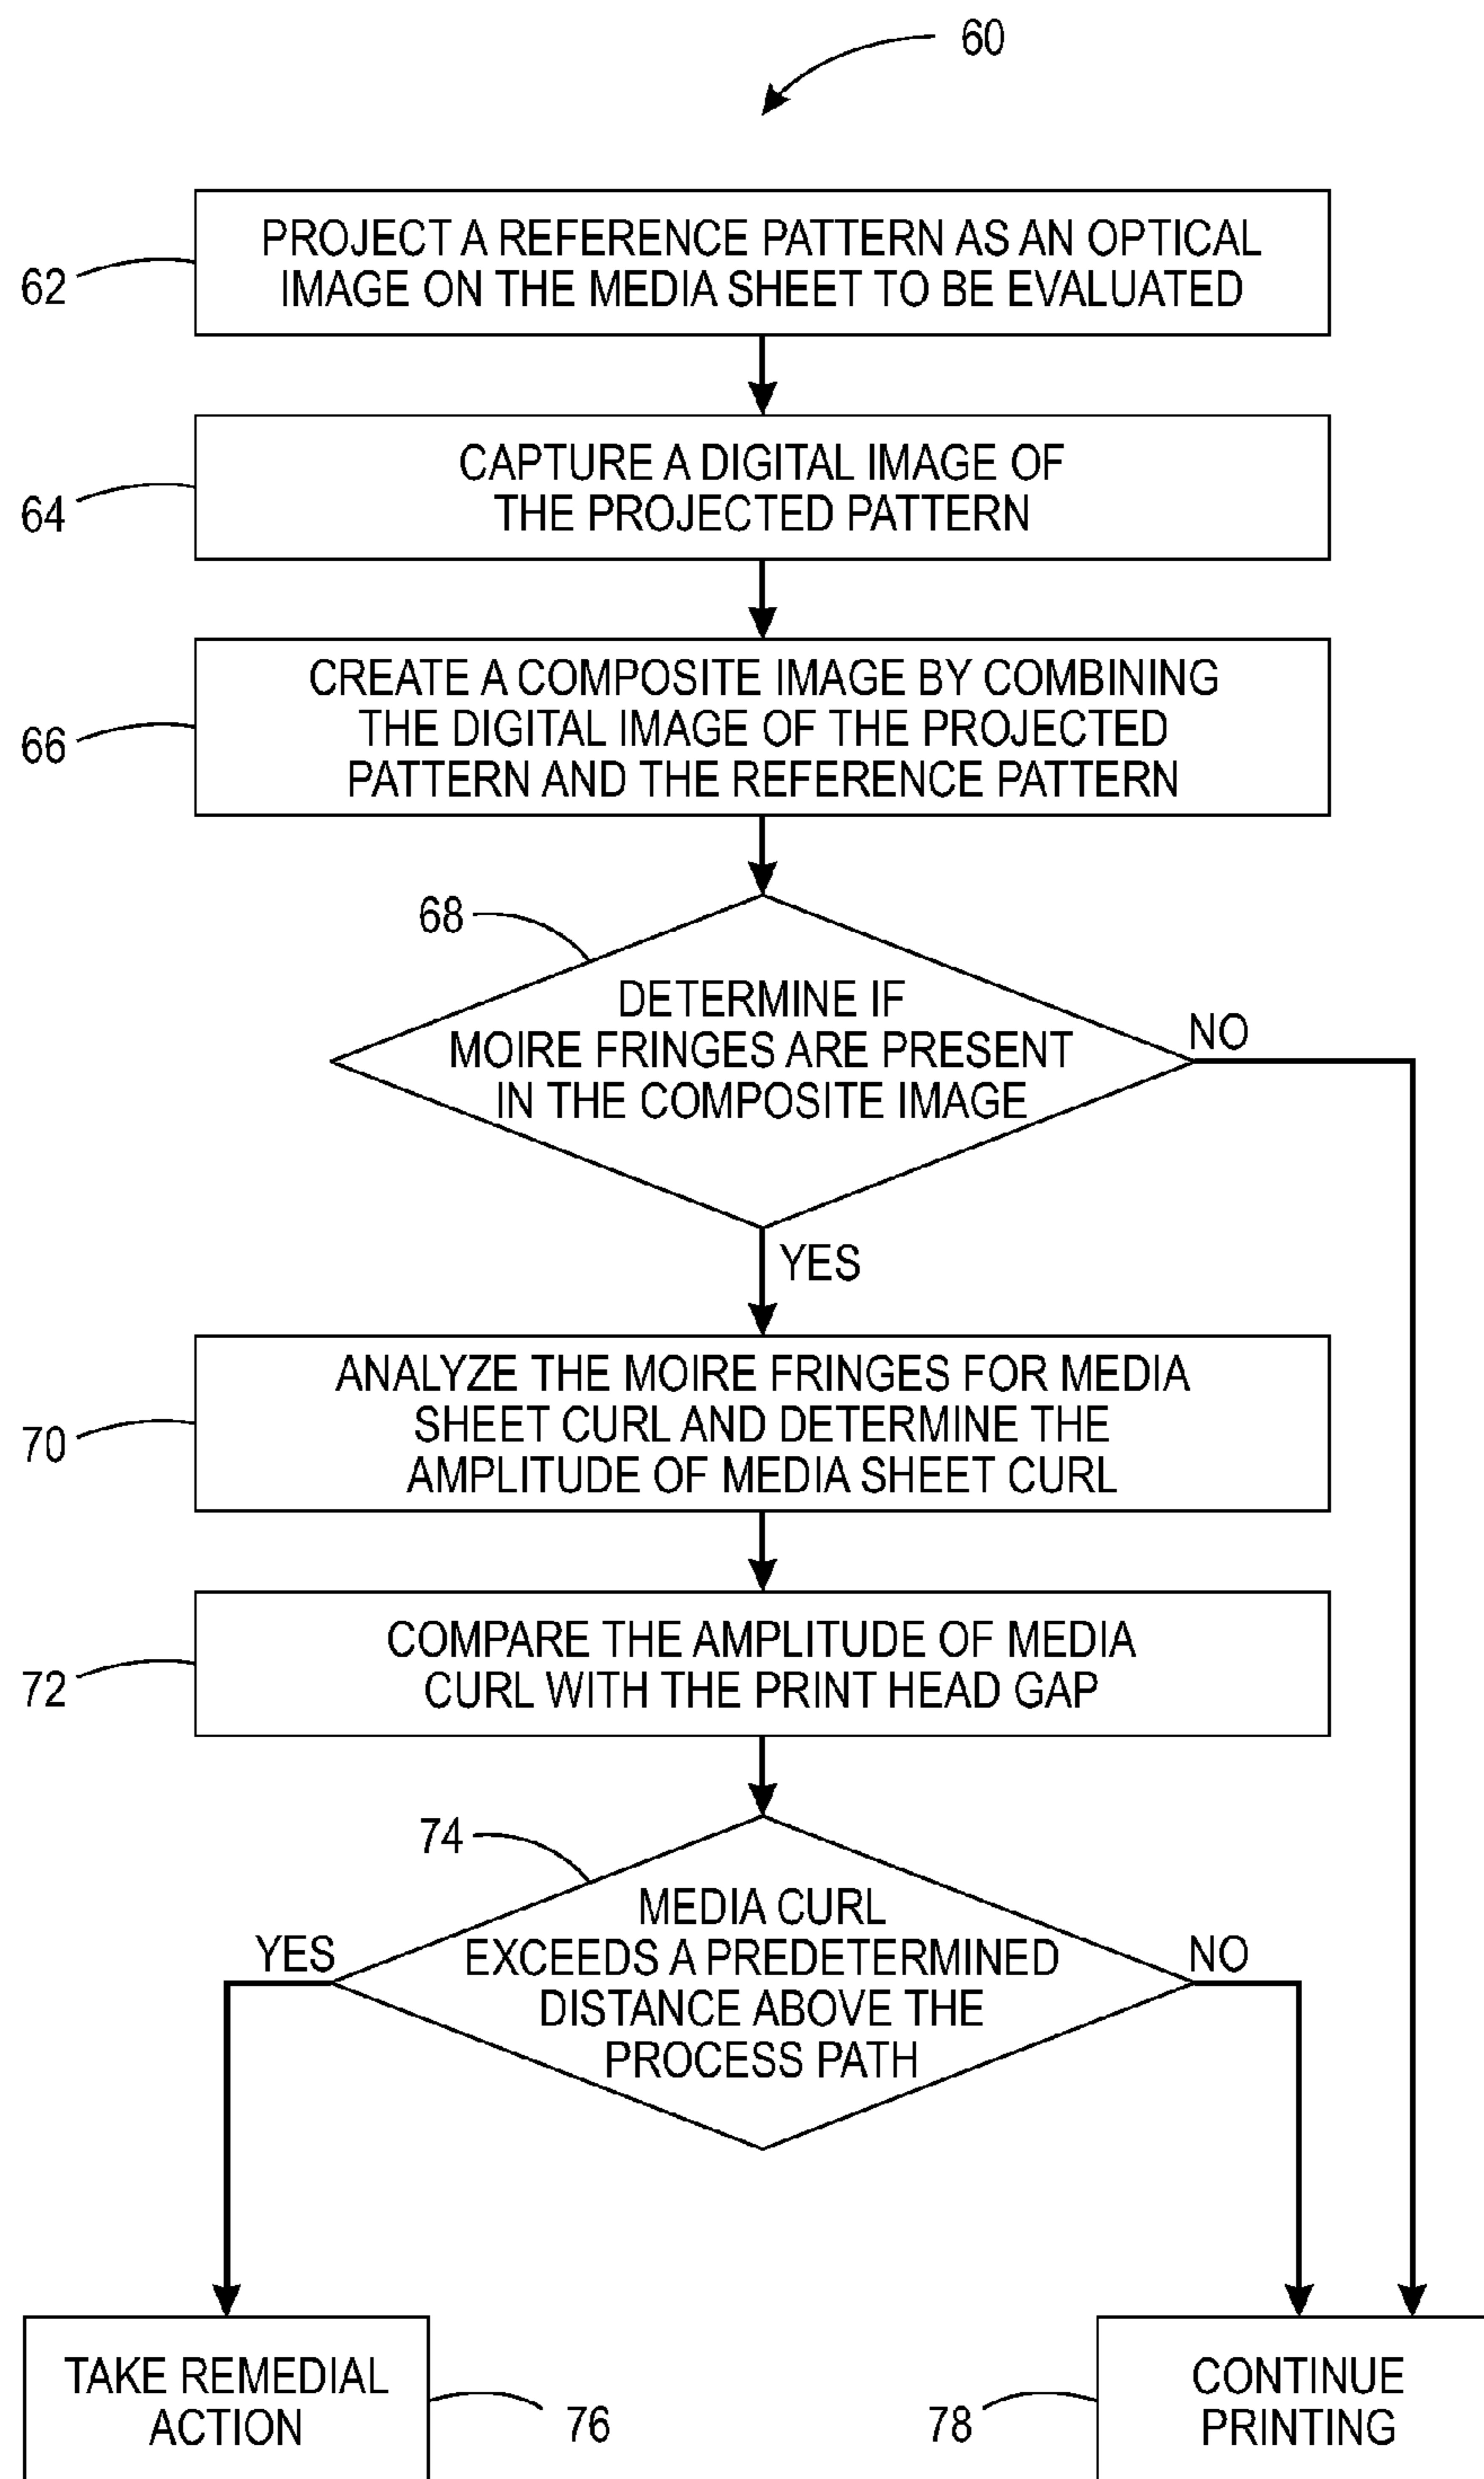 60
PROJECT A REFERENCE PATTERN AS AN OPTICAL
IMAGE ON THE MEDIA SHEET TO BE EVALUATED
62
CAPTURE A DIGITAL IMAGE OF
THE PROJECTED PATTERN
64
CREATE A COMPOSITE IMAGE BY COMBINING
THE DIGITAL IMAGE OF THE PROJECTED
PATTERN AND THE REFERENCE PATTERN
66
68
DETERMINE IF
MOIRE FRINGES ARE PRESENT
IN THE COMPOSITE IMAGE
NO
YES
ANALYZE THE MOIRE FRINGES FOR MEDIA
SHEET CURL AND DETERMINE THE
AMPLITUDE OF MEDIA SHEET CURL
70
COMPARE THE AMPLITUDE OF MEDIA
CURL WITH THE PRINT HEAD GAP
72
74
MEDIA CURL
EXCEEDS A PREDETERMINED
DISTANCE ABOVE THE
PROCESS PATH
YES
NO
TAKE REMEDIAL
ACTION
76
78
CONTINUE
PRINTING